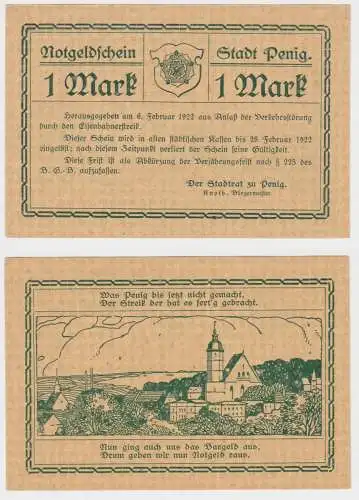 Notgeldschein Stadt Penig.
1 Mark 1 Mark
Herausgegeben am 6. Februar 1922 aus Anlaß der Verkehrsstörung
durch den Eisenbahnerstreik.
Dieser Schein wird in allen städtischen Kassen bis 28. Februar 1922
eingelöst; nach diesem Zeitpunkt verliert der Schein seine Gültigkeit.
Diese Frist ist als Abkürzung der Verjährungsfrist nach § 225 des
B. G. B. aufzufassen.
Der Stadtrat zu Penig.
Bürgermeister
Was Penig bis jetzt nicht gemacht,
Der Streik der hat es fert'g gebracht.
Nun ging auch uns das Bargeld aus,
Drum geben wir nun Notgeld raus.